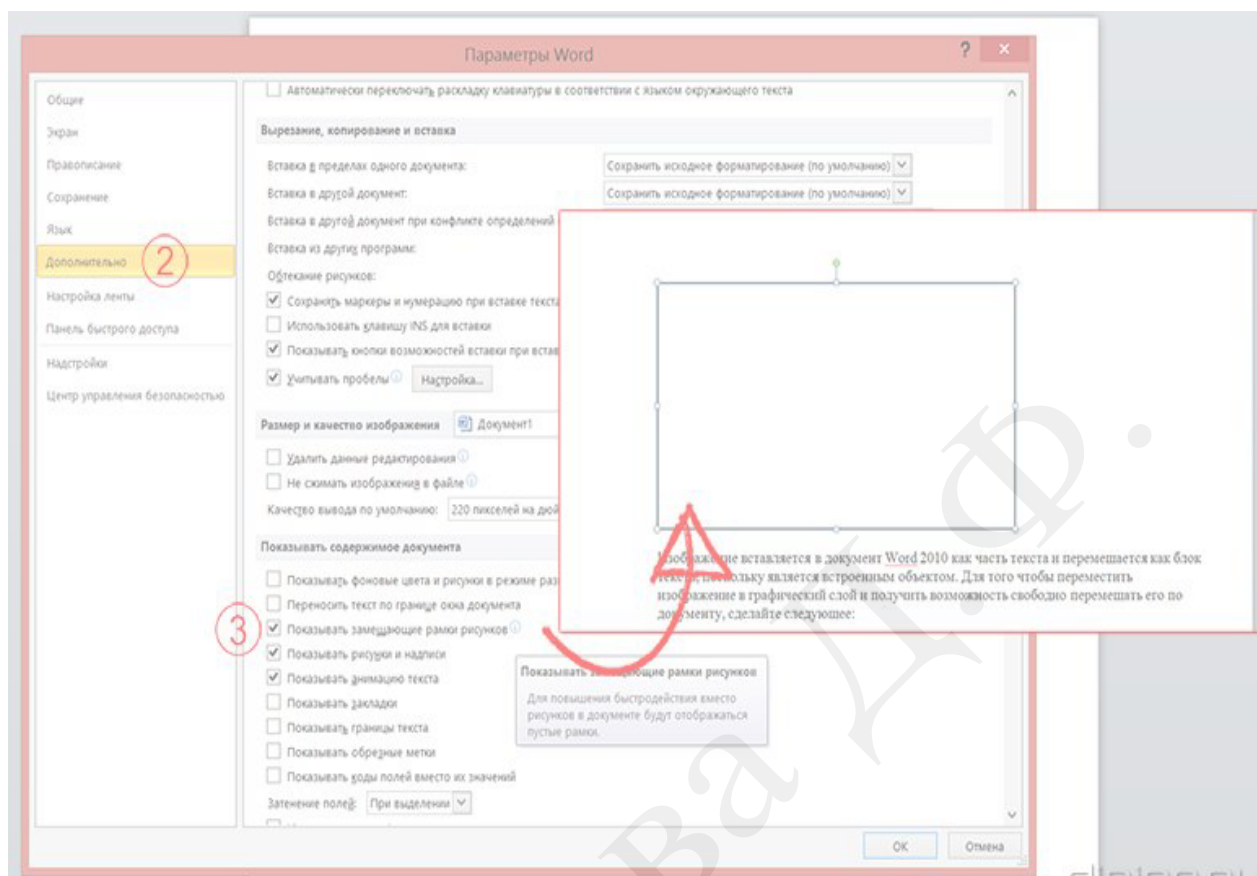 Параметры Word
? ×
Общие
Экран
Правописание
Сохранение
Язык
Дополнительно
2
Настройка ленты
Панель быстрого доступа
Надстройки
Центр управления безопасностью
Автоматически переключать раскладку клавиатуры в соответствии с языком окружающего текста
Вырезание, копирование и вставка
Вставка в пределах одного документа: Сохранить исходное форматирование (по умолчанию)
Вставка в другой документ: Сохранить исходное форматирование (по умолчанию)
Вставка в другой документ при конфликте определений
Вставка из других программ:
Обтекание рисунков:
Сохранять маркеры и нумерацию при вставке текста
Использовать клавишу INS для вставки
Показывать кнопки возможностей вставки при встав
Учитывать пробелы Настройка...
Размер и качество изображения Документ1
Удалить данные редактирования
Не сжимать изображения в файле
Качество вывода по умолчанию: 220 пикселей на дюй
Показывать содержимое документа
Показывать фоновые цвета и рисунки в режиме раз
Переносить текст по границе окна документа
3 Показывать замещающие рамки рисунков
Показывать рисунки и надписи
Показывать анимацию текста
Показывать закладки
Показывать границы текста
Показывать обрезные метки
Показывать коды полей вместо их значений
Затенение полей: При выделении
OK Отмена
Изображение вставляется в документ Word 2010 как часть текста и перемещается как блок
текста, поскольку является встроенным объектом. Для того чтобы переместить
изображение в графический слой и получить возможность свободно перемещать его по
документу, сделайте следующее:
Показывать замещающие рамки рисунков
Для повышения быстродействия вместо
рисунков в документе будут отображаться
пустые рамки.
ва Д.Ф.